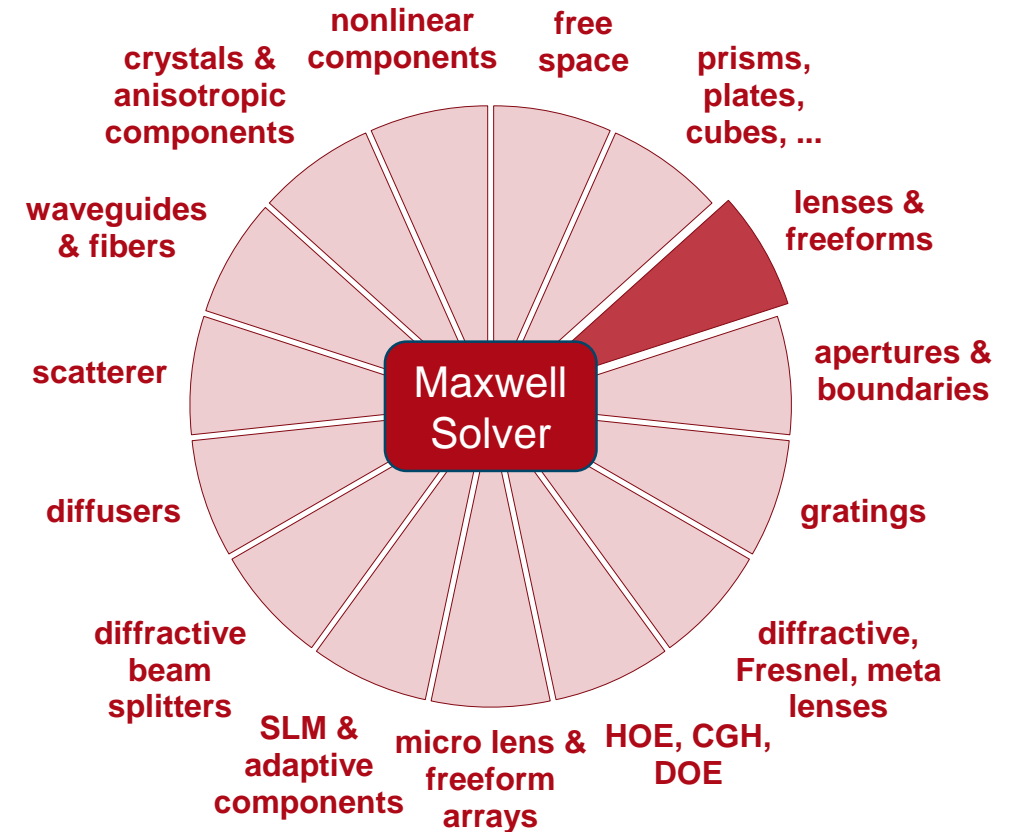 nonlinear
components
free
space
prisms,
plates,
cubes, ...
lenses &
freeforms
apertures &
boundaries
gratings
diffractive,
Fresnel, meta
lenses
HOE, CGH,
DOE
micro lens &
freeform
arrays
SLM &
adaptive
components
diffractive
beam
splitters
diffusers
scatterer
waveguides
& fibers
crystals &
anisotropic
components
Maxwell
Solver